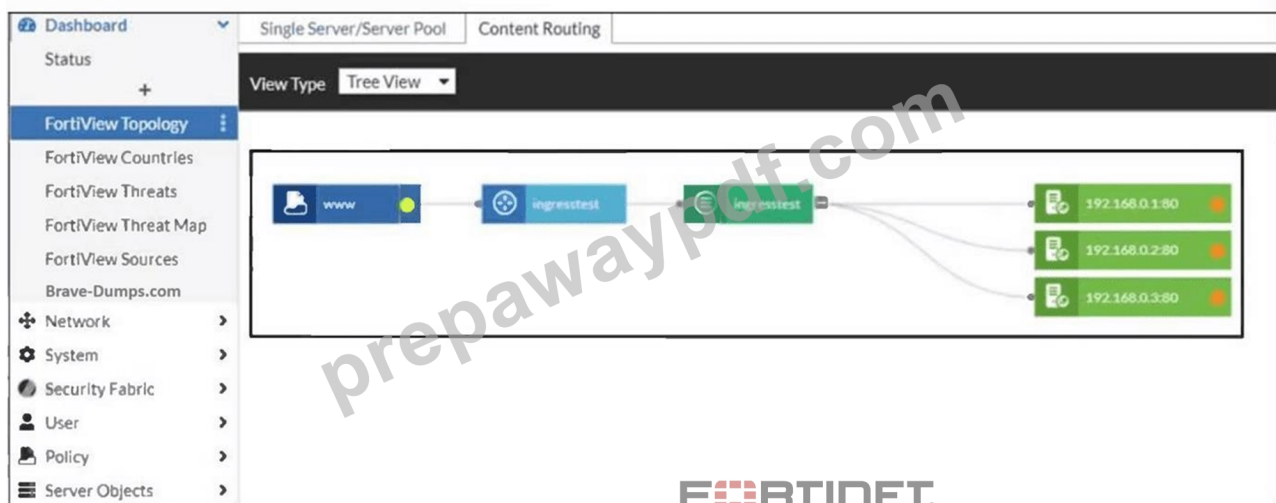 Dashboard
Status
+
FortiView Topology
FortiView Countries
FortiView Threats
FortiView Threat Map
FortiView Sources
Brave-Dumps.com
Network
System
Security Fabric
User
Policy
Server Objects
Single Server/Server Pool
Content Routing
View Type Tree View
www
ingresstest
ingresstest
192.168.0.1:80
192.168.0.2:80
192.168.0.3:80
prepawaypdf.com
FORTINET